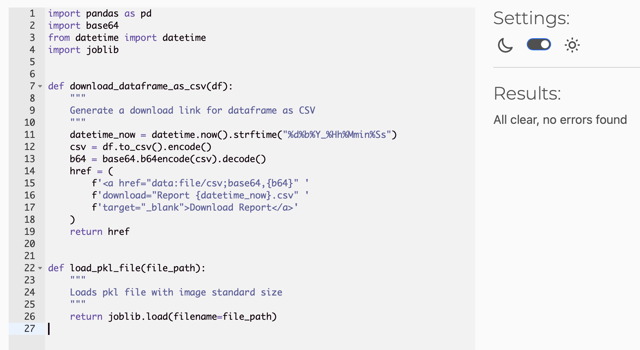 1 import pandas as pd
2 import base64
3 from datetime import datetime
4 import joblib
5
6
7 def download_dataframe_as_csv(df):
8     """
9     Generate a download link for dataframe as CSV
10     """
11     datetime_now = datetime.now().strftime("%d%b%Y_%Hh%Mmin%Ss")
12     csv = df.to_csv().encode()
13     b64 = base64.b64encode(csv).decode()
14     href = (
15         f'<a href="data:file/csv;base64,{b64}" '
16         f'download="Report {datetime_now}.csv" '
17         f'target="_blank">Download Report</a>'
18     )
19     return href
20
21
22 def load_pkl_file(file_path):
23     """
24     Loads pkl file with image standard size
25     """
26     return joblib.load(filename=file_path)
27
Settings:
Results:
All clear, no errors found